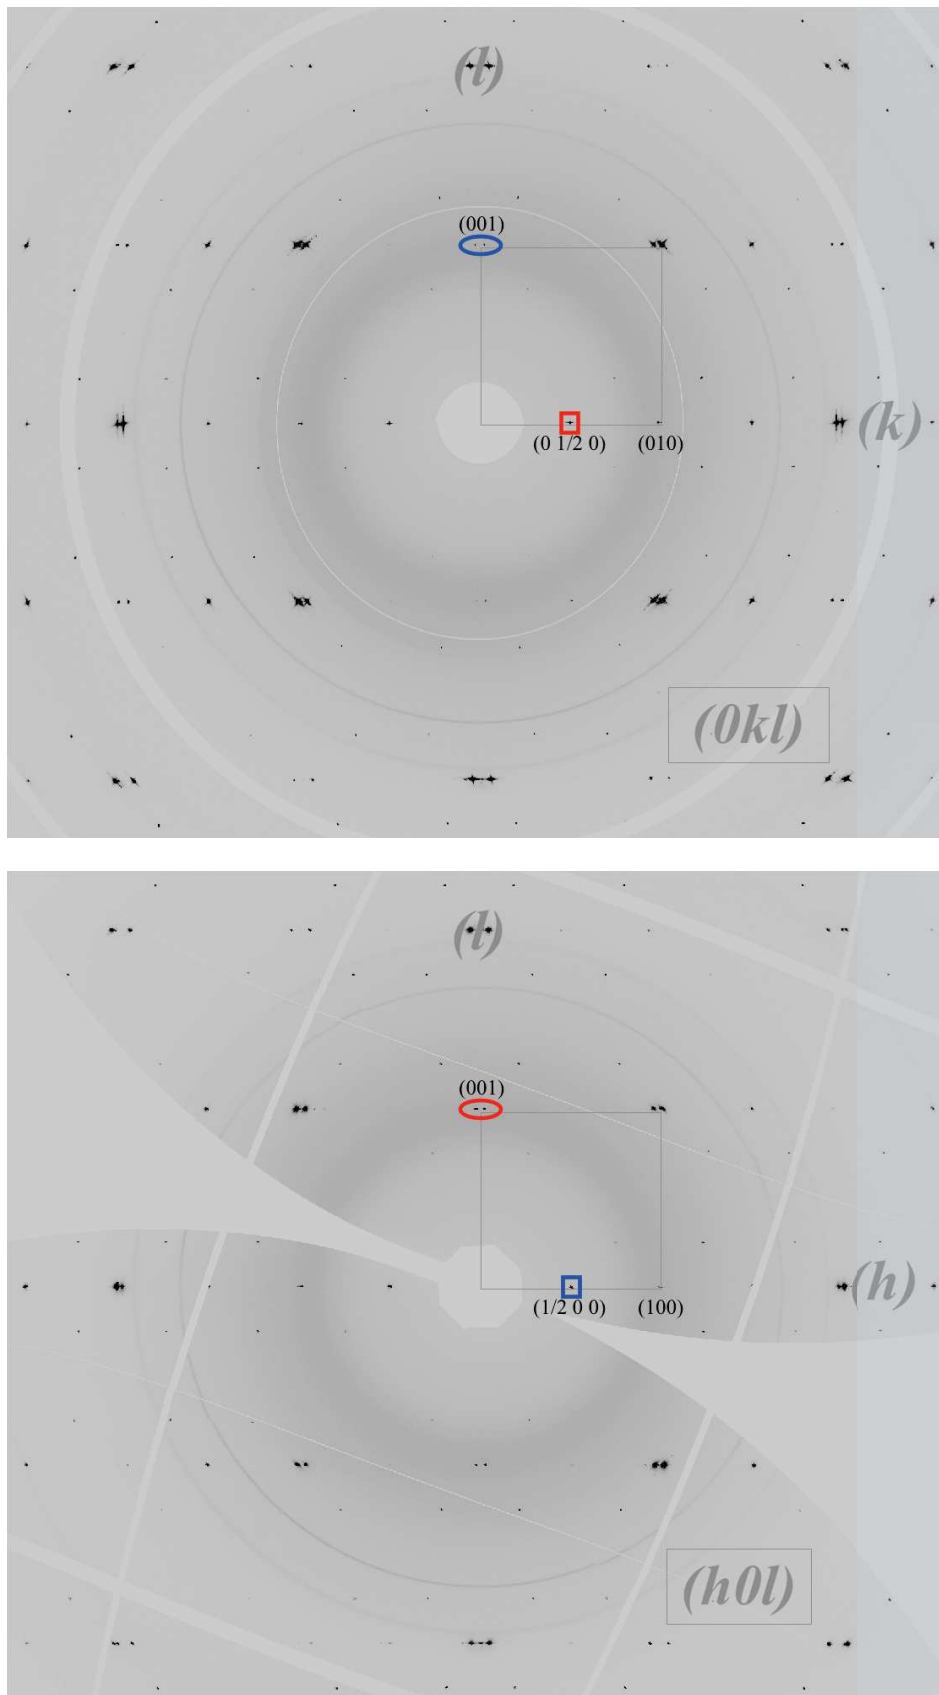 (l)
(001)
(k)
(0 1/2 0)
(010)
(0kl)
(l)
(001)
(h)
(1/2 0 0)
(100)
(h0l)